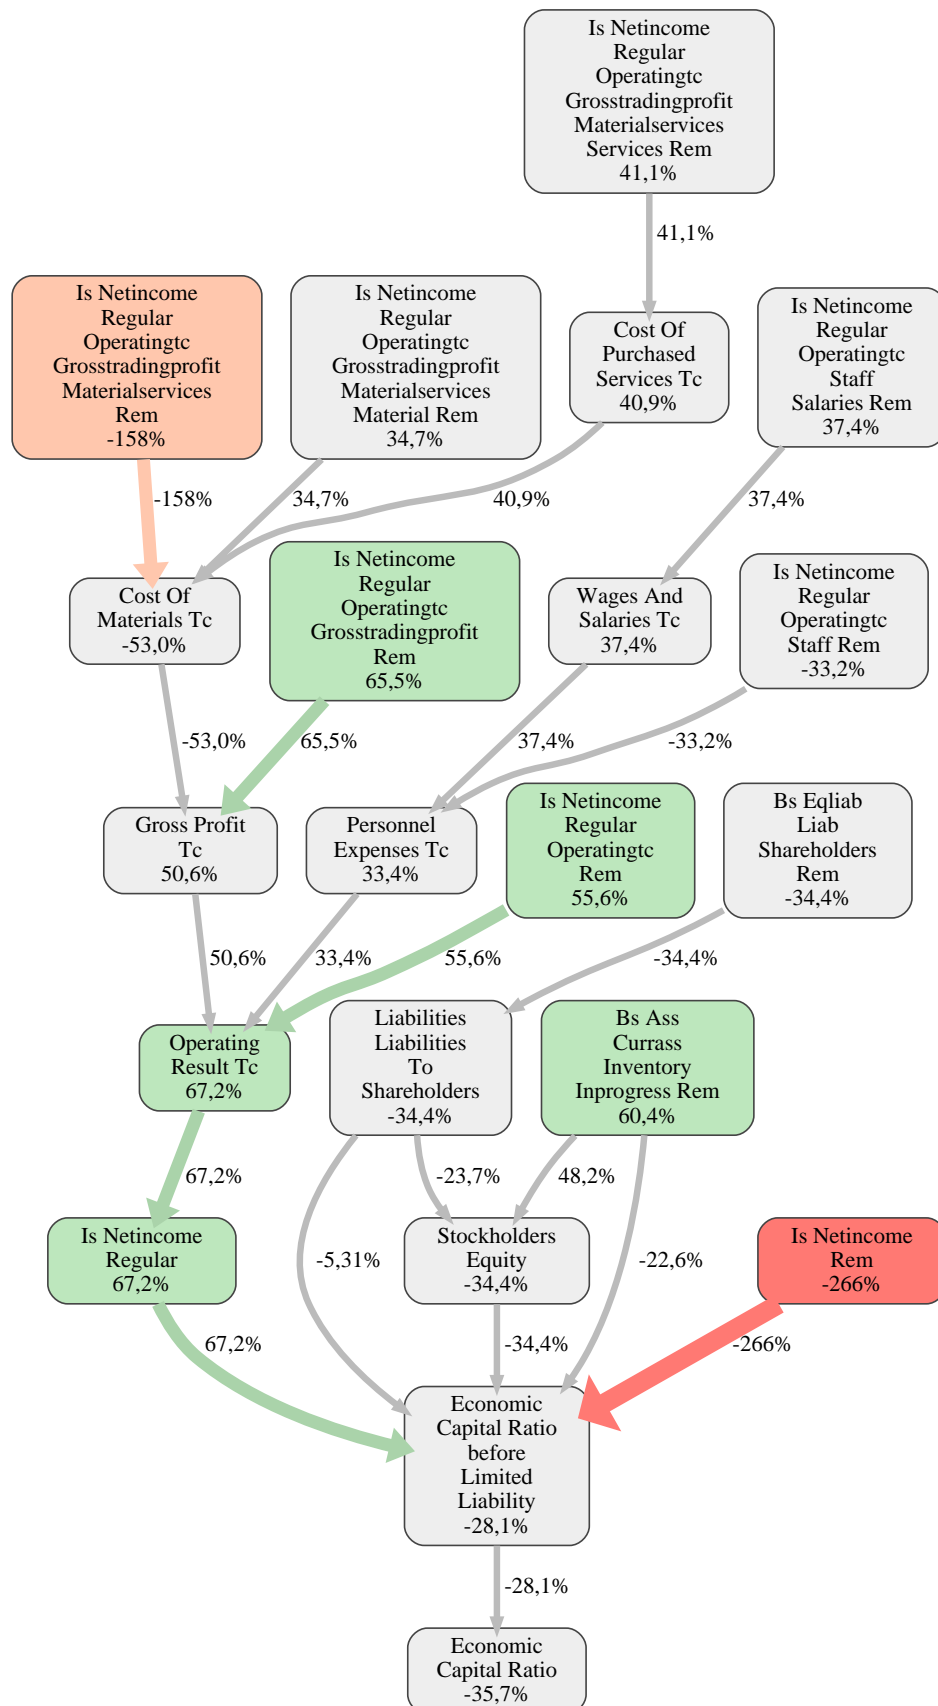 Is Netincome
Regular
Operatingtc
Grosstradingprofit
Materialservices
Services Rem
41,1%
41,1%
Is Netincome
Regular
Operatingtc
Grosstradingprofit
Materialservices
Rem
-158%
Is Netincome
Regular
Operatingtc
Grosstradingprofit
Materialservices
Material Rem
34,7%
Cost Of
Purchased
Services Tc
40,9%
Is Netincome
Regular
Operatingtc
Staff
Salaries Rem
37,4%
-158%
34,7%
40,9%
37,4%
Cost Of
Materials Tc
-53,0%
Is Netincome
Regular
Operatingtc
Grosstradingprofit
Rem
65,5%
Wages And
Salaries Tc
37,4%
Is Netincome
Regular
Operatingtc
Staff Rem
-33,2%
-53,0%
65,5%
37,4%
-33,2%
Gross Profit
Tc
50,6%
Personnel
Expenses Tc
33,4%
Is Netincome
Regular
Operatingtc
Rem
55,6%
Bs Eqliab
Liab
Shareholders
Rem
-34,4%
50,6%
33,4%
55,6%
-34,4%
Operating
Result Tc
67,2%
Liabilities
Liabilities
To
Shareholders
-34,4%
Bs Ass
Currass
Inventory
Inprogress Rem
60,4%
67,2%
-23,7%
48,2%
Is Netincome
Regular
67,2%
-5,31%
Stockholders
Equity
-34,4%
-22,6%
Is Netincome
Rem
-266%
67,2%
-34,4%
-266%
Economic
Capital Ratio
before
Limited
Liability
-28,1%
-28,1%
Economic
Capital Ratio
-35,7%